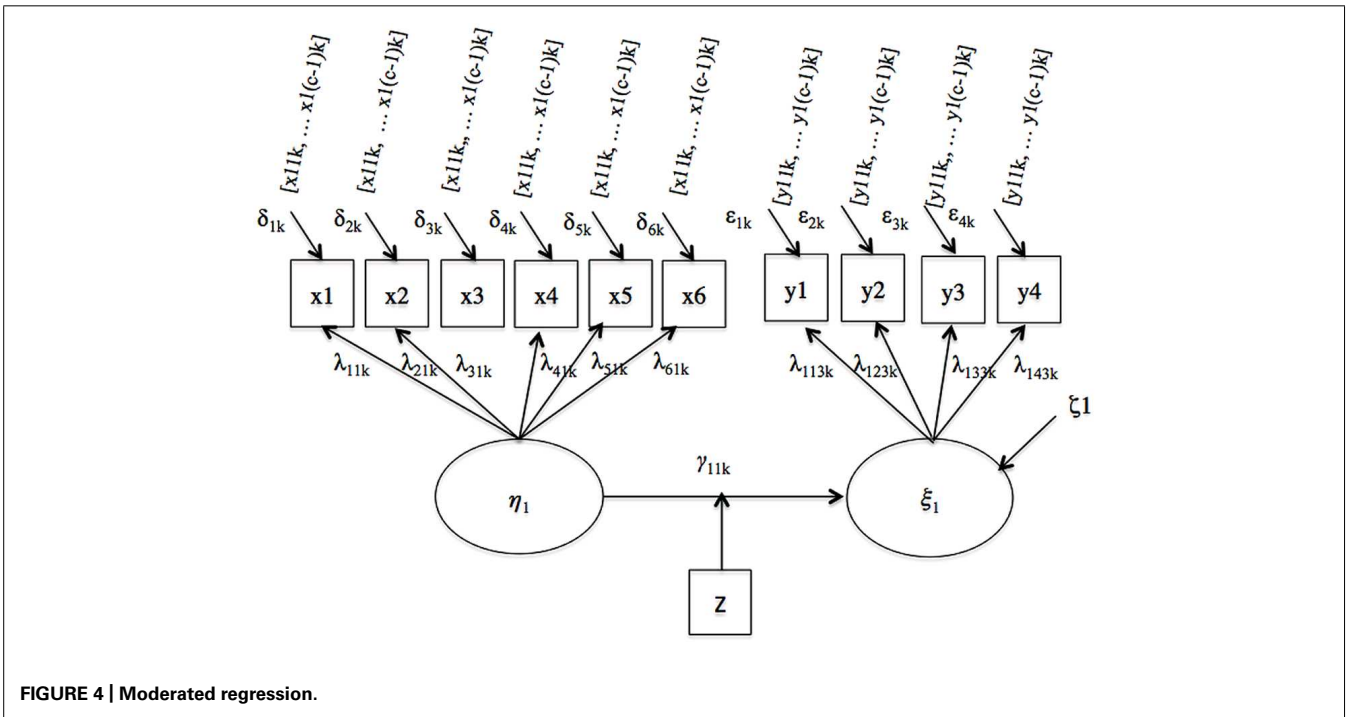 [x11k, … x1(c-1)k] [x11k, … x1(c-1)k] [x11k,, … x1(c-1)k] [x11k, … x1(c-1)k] [x11k, … x1(c-1)k] [x11k, … x1(c-1)k] [y11k, … y1(c-1)k] [y11k, … y1(c-1)k] [y11k,, … y1(c-1)k] [y11k, … y1(c-1)k]
δ1k δ2k δ3k δ4k δ5k δ6k ε1k ε2k ε3k ε4k
x1 x2 x3 x4 x5 x6 y1 y2 y3 y4
λ11k λ21k λ31k λ41k λ51k λ61k λ113k λ123k λ133k λ143k
ζ1
γ11k
η1 ξ1
Z
FIGURE 4 | Moderated regression.